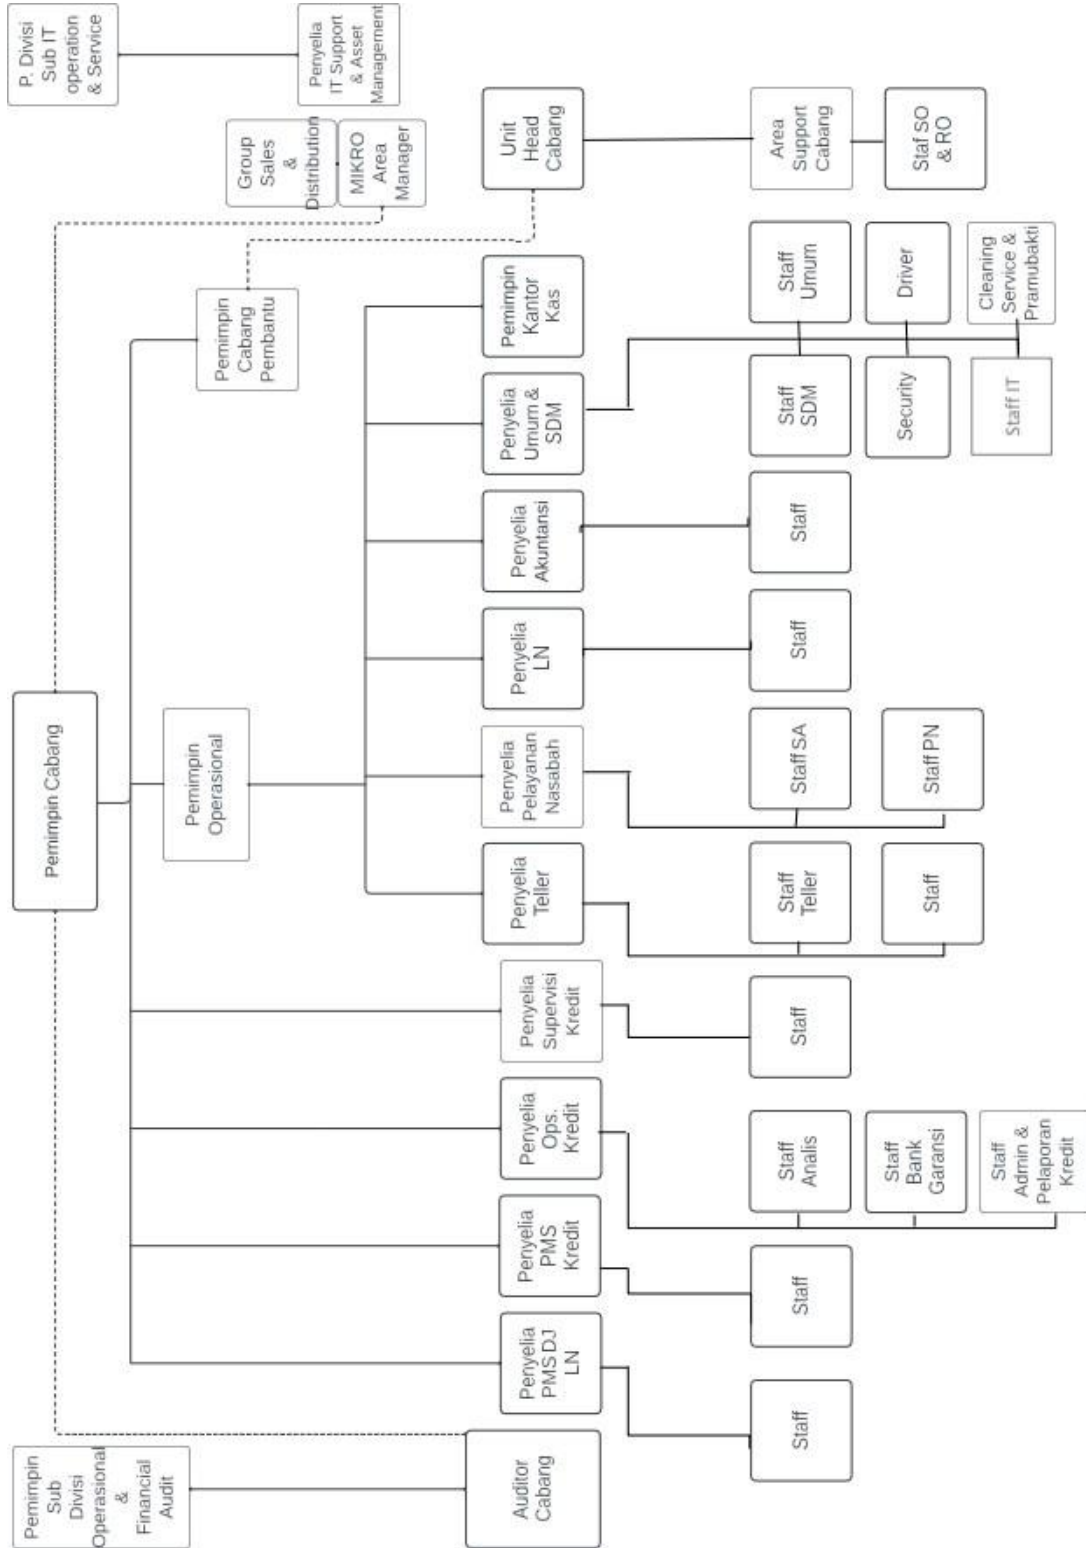 Pemimpin
Sub
Divisi
Operasional
&
Financial
Audit
Pemimpin Cabang
P. Divisi
Sub IT
operation
& Service
Pemimpin
Operasional
Pemimpin
Cabang
Pembantu
Group
Sales
&
Distribution
MIKRO
Area
Manager
Penyelia
IT Support
& Asset
Management
Auditor
Cabang
Penyelia
PMS DJ
LN
Penyelia
PMS
Kredit
Penyelia
Ops.
Kredit
Penyelia
Supervisi
Kredit
Penyelia
Teller
Penyelia
Pelayanan
Nasabah
Penyelia
LN
Penyelia
Akuntansi
Penyelia
Umum &
SDM
Pemimpin
Kantor
Kas
Unit
Head
Cabang
Staff
Staff
Staff
Analis
Staff
Staff
Teller
Staff SA
Staff
Staff
Staff
SDM
Staff
Umum
Area
Support
Cabang
Staff
Bank
Garansi
Staff
Staff PN
Security
Driver
Staf SO
& RO
Staff
Admin &
Pelaporan
Kredit
Staff IT
Cleaning
Service &
Pramubakti